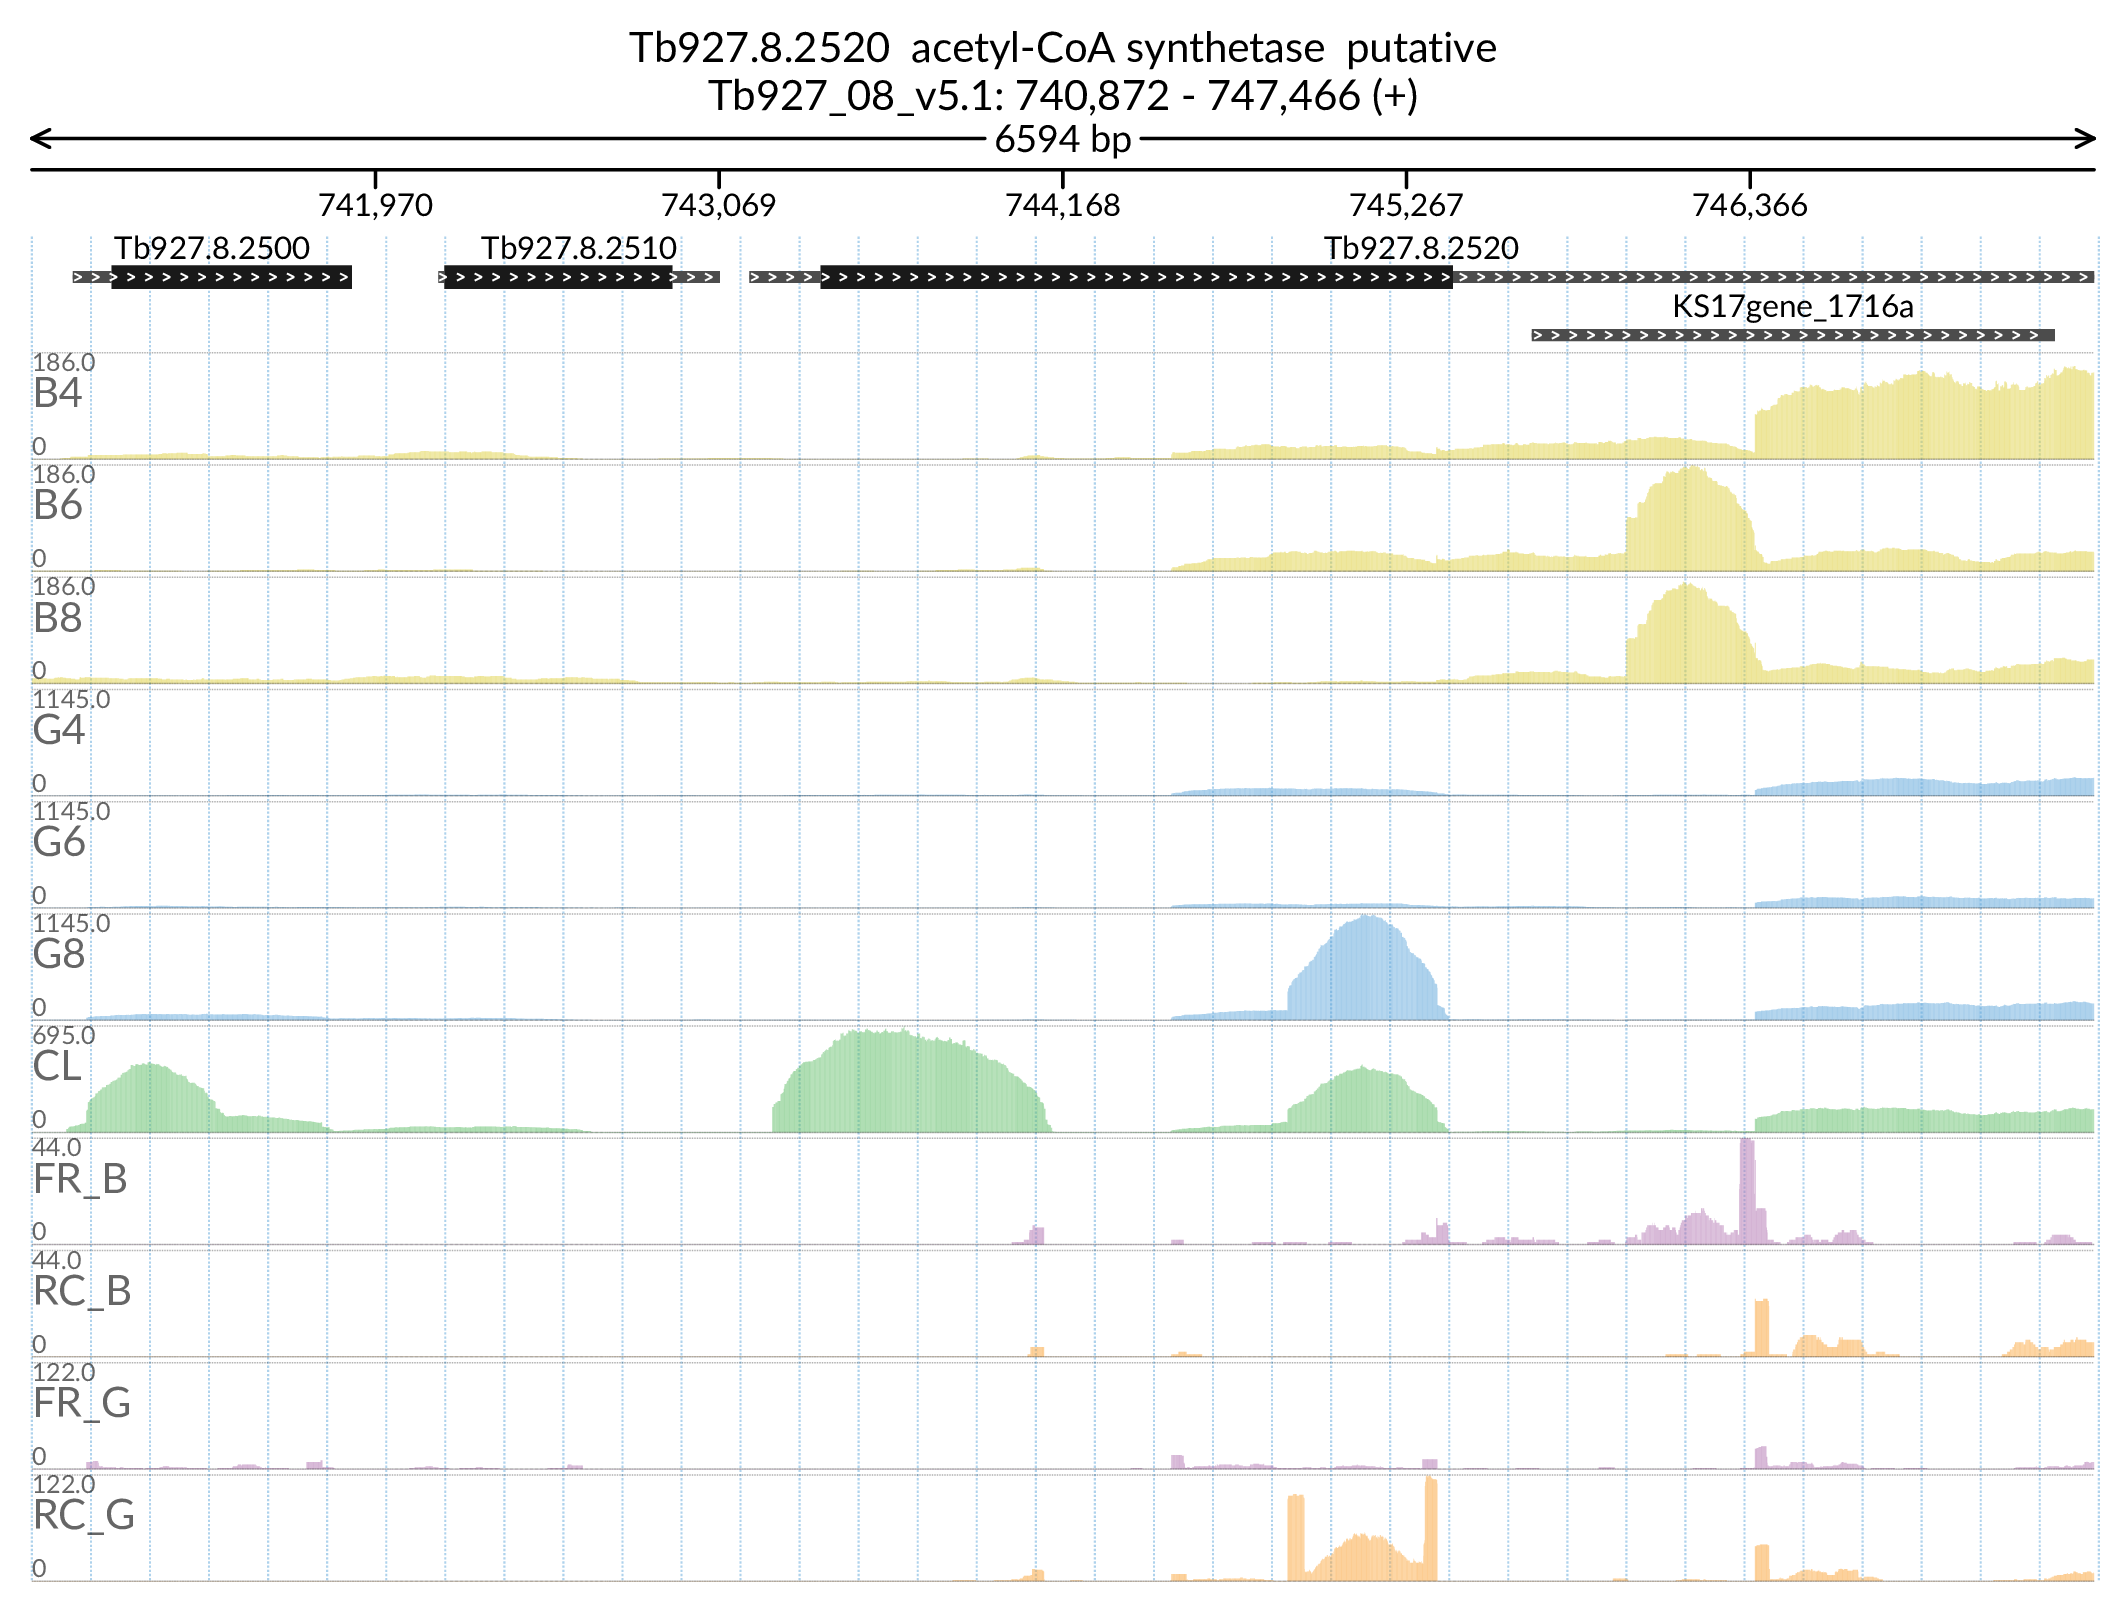 Tb927.8.2520  acetyl-CoA synthetase  putative
Tb927_08_v5.1: 740,872 - 747,466 (+)
6594 bp
741,970 743,069 744,168 745,267 746,366
Tb927.8.2500 Tb927.8.2510 Tb927.8.2520
KS17gene_1716a
186.0
B4
0
186.0
B6
0
186.0
B8
0
1145.0
G4
0
1145.0
G6
0
1145.0
G8
0
695.0
CL
0
44.0
FR_B
0
44.0
RC_B
0
122.0
FR_G
0
122.0
RC_G
0